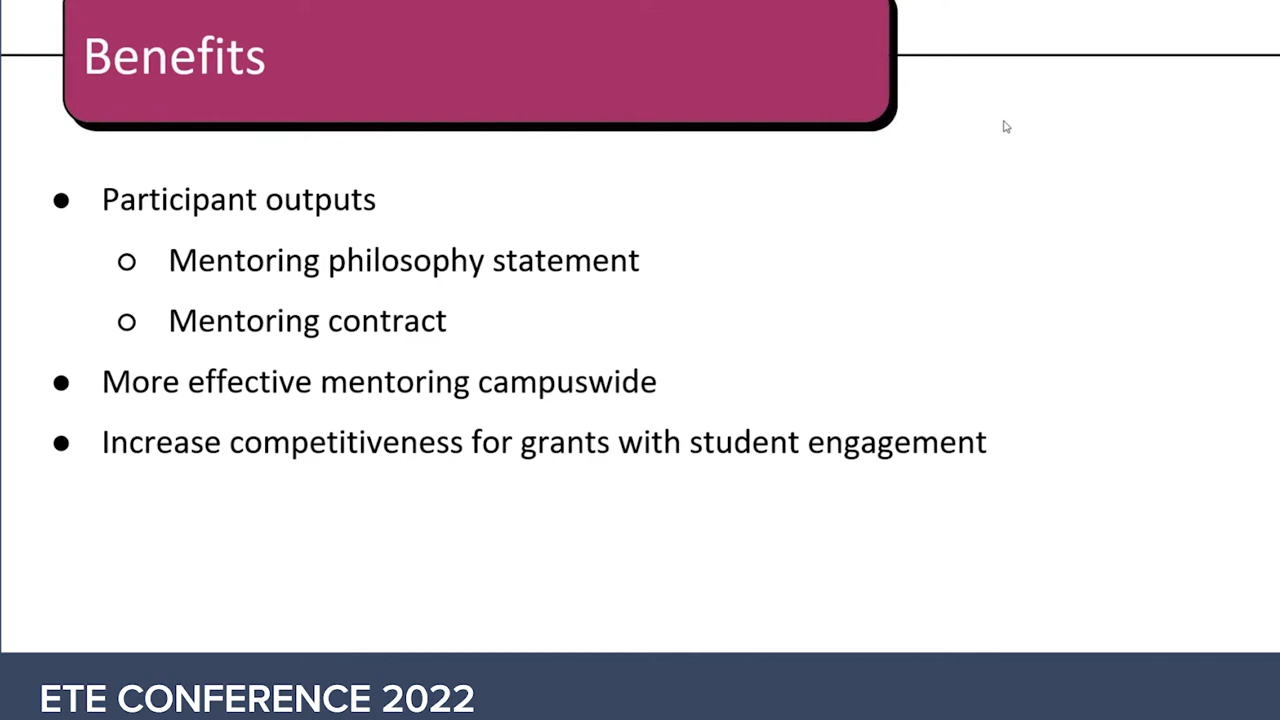 Benefits
● Participant outputs
○ Mentoring philosophy statement
○ Mentoring contract
● More effective mentoring campuswide
● Increase competitiveness for grants with student engagement
ETE CONFERENCE 2022